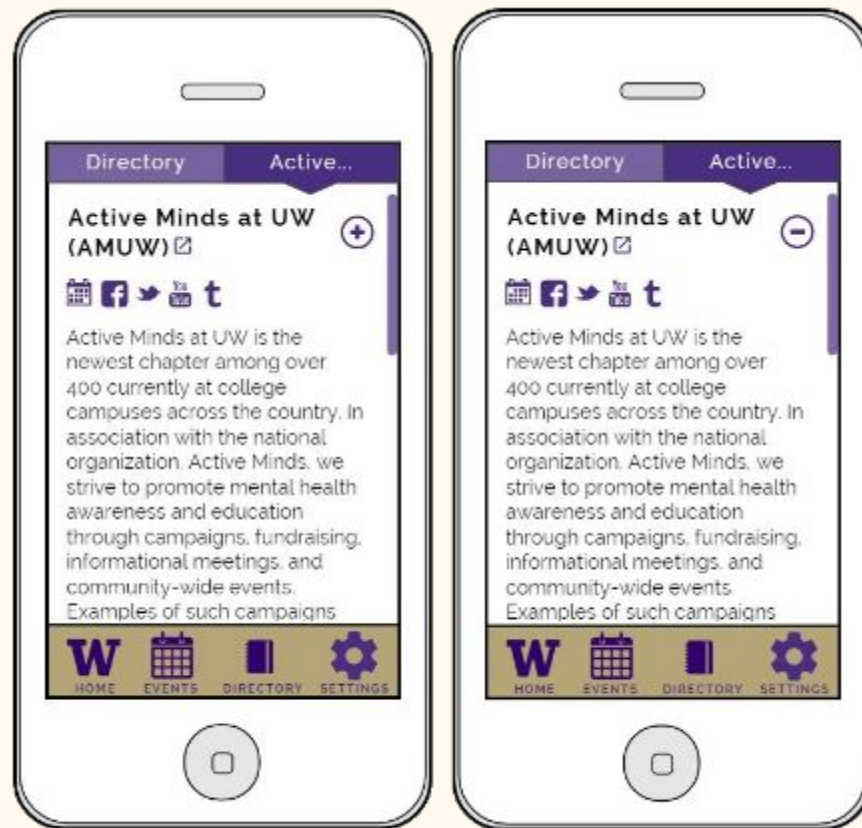 Directory Active...
Active Minds at UW
(AMUW)
You
Tube
Active Minds at UW is the
newest chapter among over
400 currently at college
campuses across the country. In
association with the national
organization, Active Minds, we
strive to promote mental health
awareness and education
through campaigns, fundraising,
informational meetings, and
community-wide events.
Examples of such campaigns
W
HOME EVENTS DIRECTORY SETTINGS
Directory Active...
Active Minds at UW
(AMUW)
You
Tube
Active Minds at UW is the
newest chapter among over
400 currently at college
campuses across the country. In
association with the national
organization, Active Minds, we
strive to promote mental health
awareness and education
through campaigns, fundraising,
informational meetings, and
community-wide events.
Examples of such campaigns
W
HOME EVENTS DIRECTORY SETTINGS